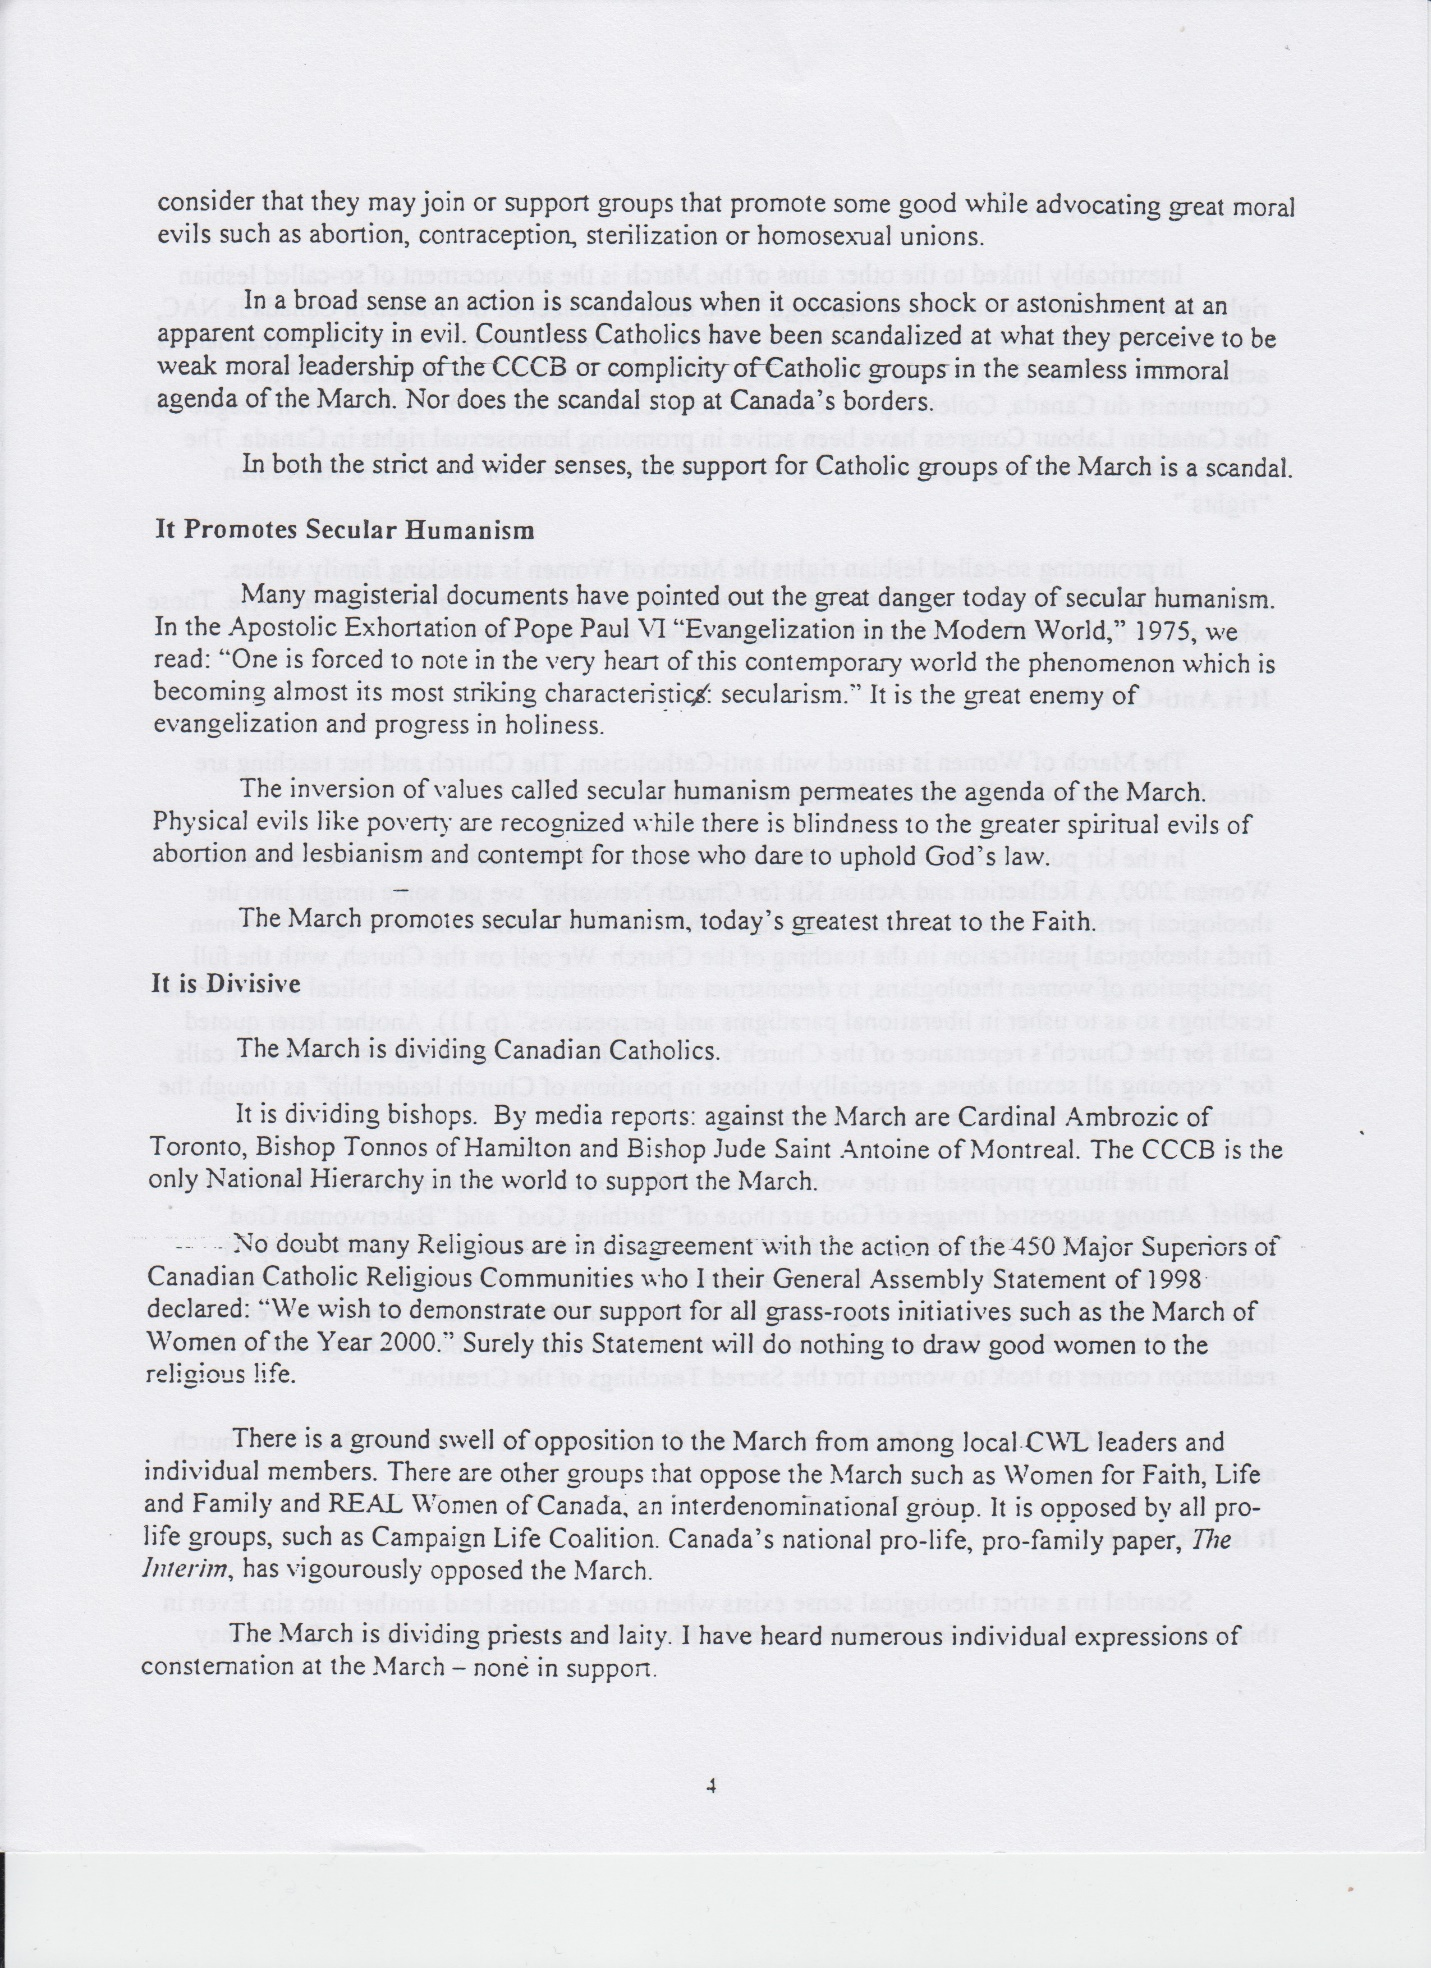 consider that they may join or support groups that promote some good while advocating great moral
evils such as abortion, contraception, sterilization or homosexual unions.
In a broad sense an action is scandalous when it occasions shock or astonishment at an
apparent complicity in evil. Countless Catholics have been scandalized at what they perceive to be
weak moral leadership of the CCCB or complicity of Catholic groups in the seamless immoral
agenda of the March. Nor does the scandal stop at Canada's borders.
In both the strict and wider senses, the support for Catholic groups of the March is a scandal.
It Promotes Secular Humanism
Many magisterial documents have pointed out the great danger today of secular humanism.
In the Apostolic Exhortation of Pope Paul VI “Evangelization in the Modern World,” 1975, we
read: “One is forced to note in the very heart of this contemporary world the phenomenon which is
becoming almost its most striking characteristic: secularism.” It is the great enemy of
evangelization and progress in holiness.
The inversion of values called secular humanism permeates the agenda of the March.
Physical evils like poverty are recognized while there is blindness to the greater spiritual evils of
abortion and lesbianism and contempt for those who dare to uphold God's law.
The March promotes secular humanism, today's greatest threat to the Faith.
It is Divisive
The March is dividing Canadian Catholics.
It is dividing bishops. By media reports: against the March are Cardinal Ambrozic of
Toronto, Bishop Tonnos of Hamilton and Bishop Jude Saint Antoine of Montreal. The CCCB is the
only National Hierarchy in the world to support the March.
No doubt many Religious are in disagreement with the action of the 450 Major Superiors of
Canadian Catholic Religious Communities who I their General Assembly Statement of 1998
declared: “We wish to demonstrate our support for all grass-roots initiatives such as the March of
Women of the Year 2000.” Surely this Statement will do nothing to draw good women to the
religious life.
There is a ground swell of opposition to the March from among local CWL leaders and
individual members. There are other groups that oppose the March such as Women for Faith, Life
and Family and REAL Women of Canada, an interdenominational group. It is opposed by all pro-
life groups, such as Campaign Life Coalition. Canada's national pro-life, pro-family paper, The
Interim, has vigourously opposed the March.
The March is dividing priests and laity. I have heard numerous individual expressions of
consternation at the March – none in support.
4